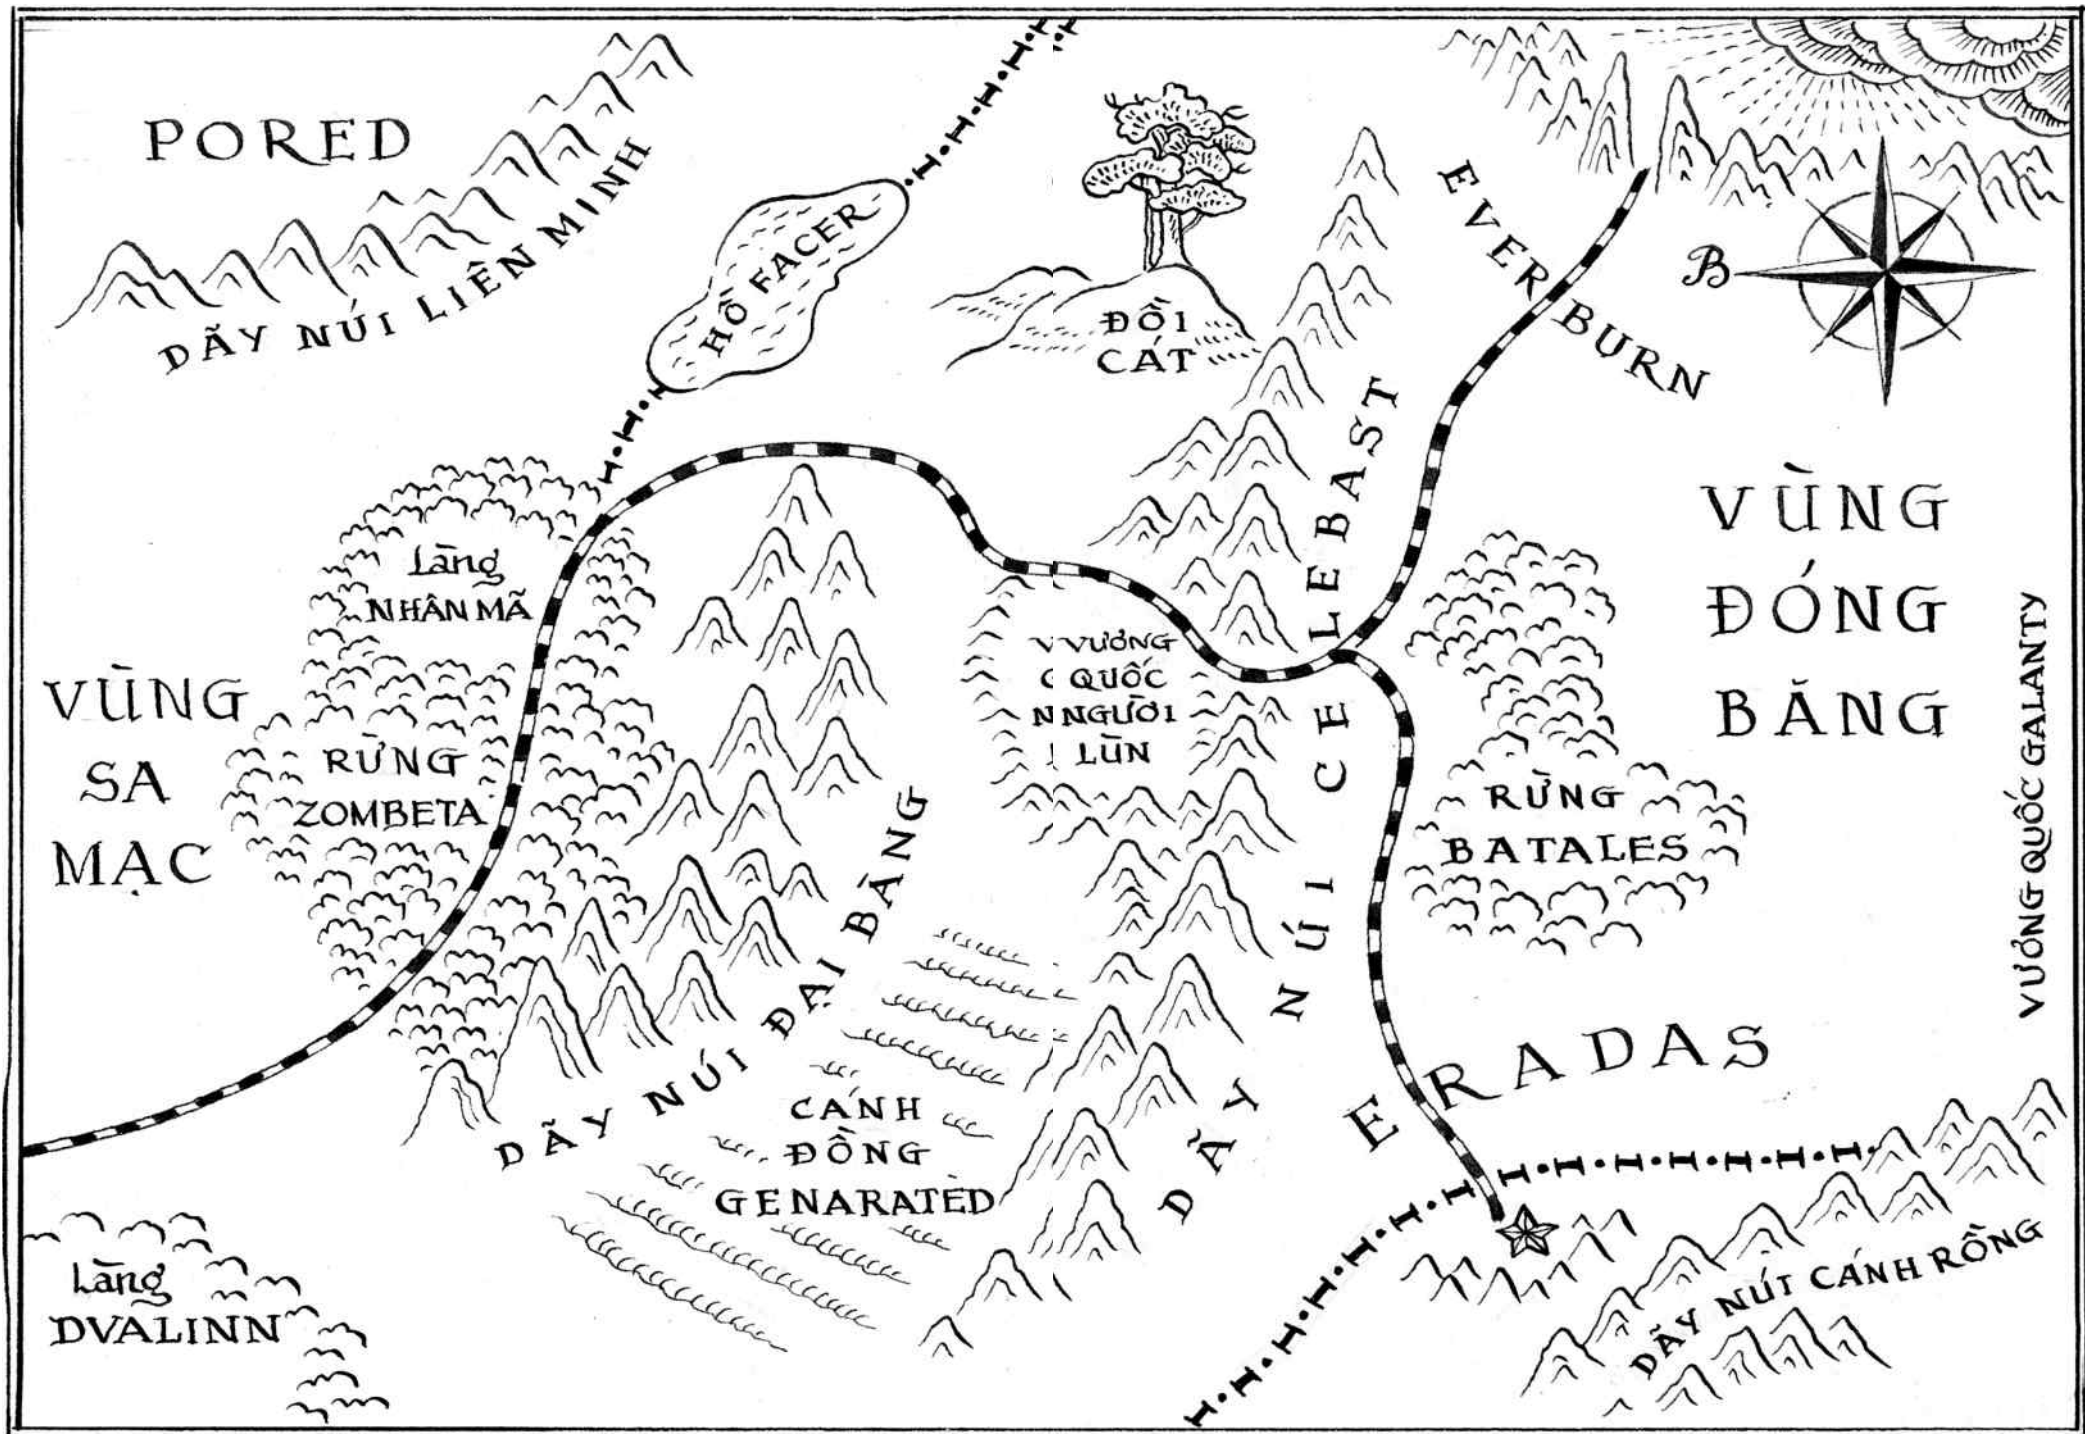 PORED
DÃY NÚI LIÊN MINH
HỒ FACER
ĐỒI
CÁT
EVERBURN
B
Làng
NHÂN MÃ
VÙNG
SA
MẠC
RỪNG
ZOMBETA
DÃY NÚI ĐẠI BÀNG
VƯƠNG
QUỐC
NGƯỜI
LÙN
DÃY NÚI CELEBAST
VÙNG
ĐÓNG
BĂNG
RỪNG
BATALES
VƯƠNG QUỐC GALANTY
ERADAS
CÁNH
ĐỒNG
GENARATED
Làng
DVALINN
DÃY NÚI CÁNH RỒNG